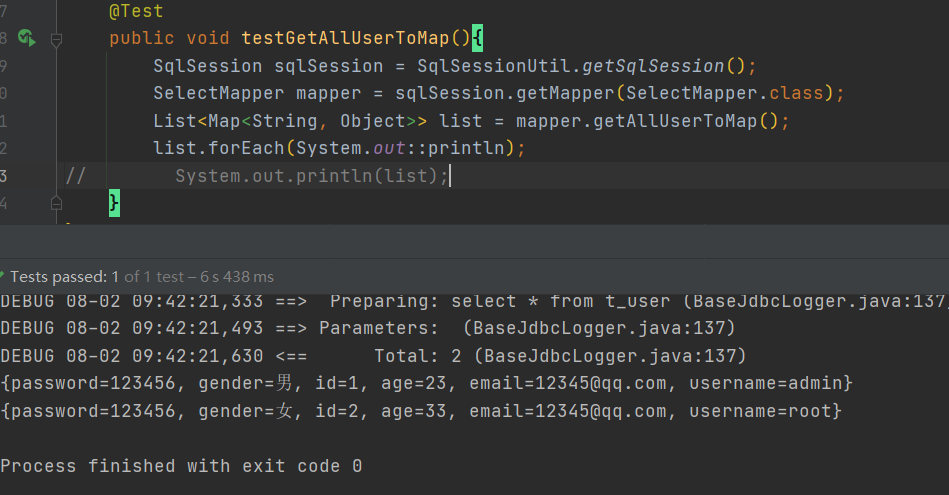 7 @Test
8 public void testGetAllUserToMap(){
9 SqlSession sqlSession = SqlSessionUtil.getSqlSession();
0 SelectMapper mapper = sqlSession.getMapper(SelectMapper.class);
1 List<Map<String, Object>> list = mapper.getAllUserToMap();
2 list.forEach(System.out::println);
3 // System.out.println(list);
4 }
Tests passed: 1 of 1 test – 6 s 438 ms
DEBUG 08-02 09:42:21,333 ==>  Preparing: select * from t_user (BaseJdbcLogger.java:137
DEBUG 08-02 09:42:21,493 ==> Parameters:  (BaseJdbcLogger.java:137)
DEBUG 08-02 09:42:21,630 <==      Total: 2 (BaseJdbcLogger.java:137)
{password=123456, gender=男, id=1, age=23, email=12345@qq.com, username=admin}
{password=123456, gender=女, id=2, age=33, email=12345@qq.com, username=root}
Process finished with exit code 0